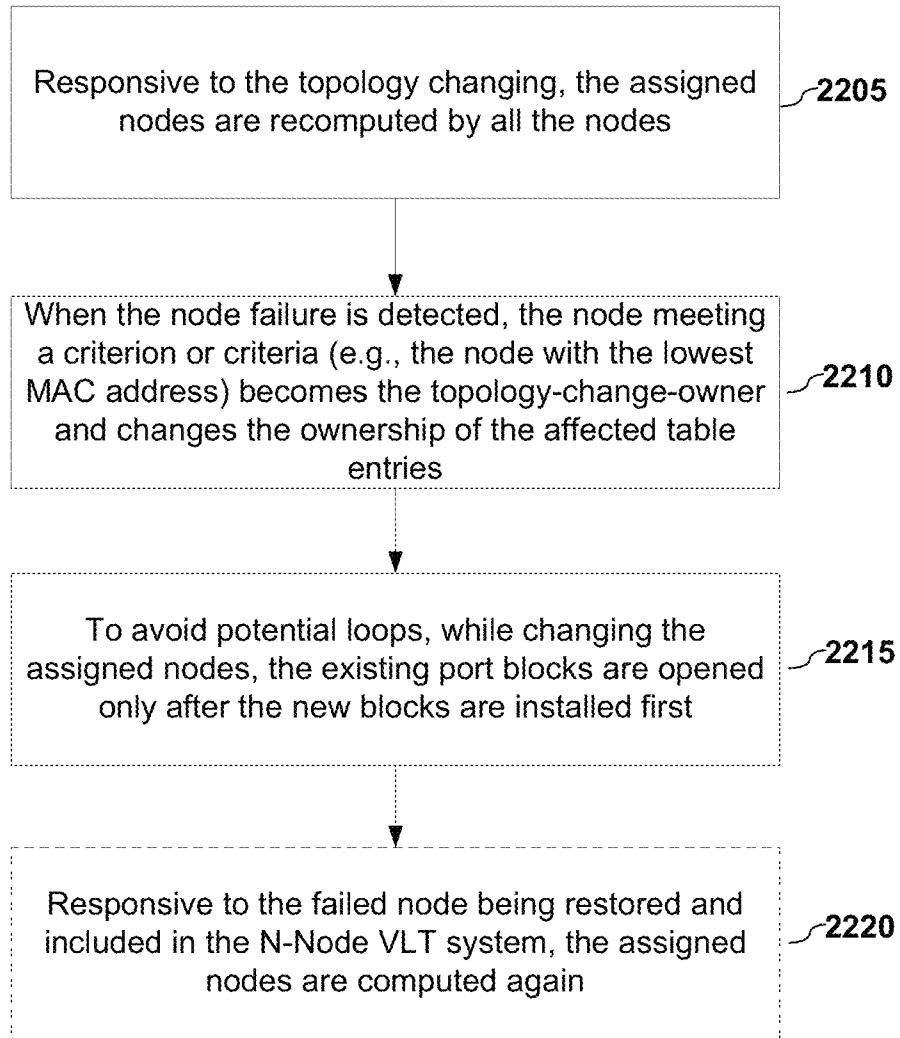 Responsive to the topology changing, the assigned
nodes are recomputed by all the nodes
2205
When the node failure is detected, the node meeting
a criterion or criteria (e.g., the node with the lowest
MAC address) becomes the topology-change-owner
and changes the ownership of the affected table
entries
2210
To avoid potential loops, while changing the
assigned nodes, the existing port blocks are opened
only after the new blocks are installed first
2215
Responsive to the failed node being restored and
included in the N-Node VLT system, the assigned
nodes are computed again
2220